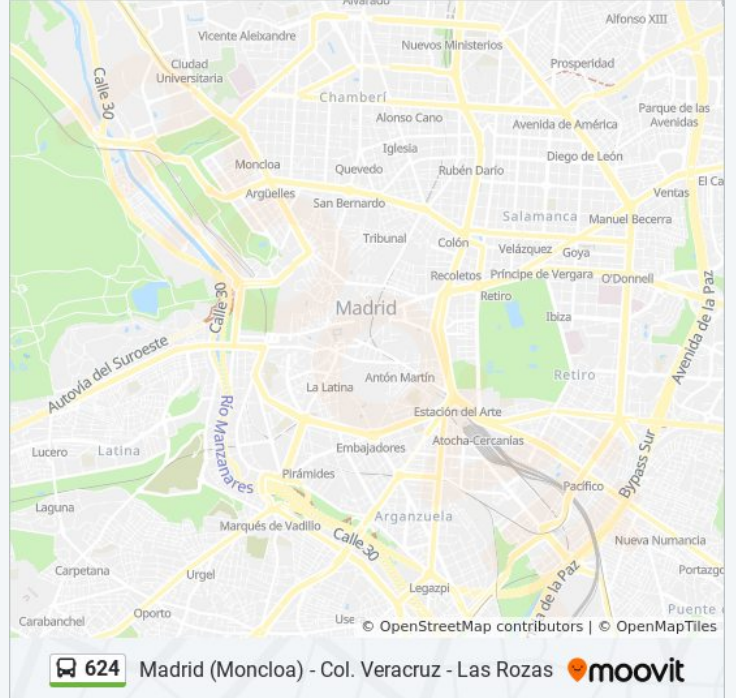 Alvarado
Alfonso XIII
Vicente Aleixandre
Nuevos Ministerios
Ciudad
Universitaria
Prosperidad
Calle 30
Chamberí
Parque de las
Avenidas
Alonso Cano
Avenida de América
Iglesia
Diego de León
Moncloa
Quevedo
Rubén Darío
El Ca
Argüelles
Ventas
San Bernardo
Salamanca
Manuel Becerra
Tribunal
Colón
Velázquez
Goya
Recoletos
Príncipe de Vergara
O'Donnell
Calle 30
Retiro
Madrid
Ibiza
Avenida de la Paz
Autovía del Suroeste
La Latina
Antón Martín
Retiro
Estación del Arte
Río Manzanares
Lucero
Latina
Embajadores
Atocha-Cercanías
Bypass Sur
Pirámides
Pacífico
Laguna
Arganzuela
Marqués de Vadillo
Calle 30
Nueva Numancia
Carpetana
Urgel
Legazpi
a de la Paz
Portazgo
Oporto
Puente
Carabanchel
Use
© OpenStreetMap contributors | © OpenMapTiles
624 Madrid (Moncloa) - Col. Veracruz - Las Rozas moovit